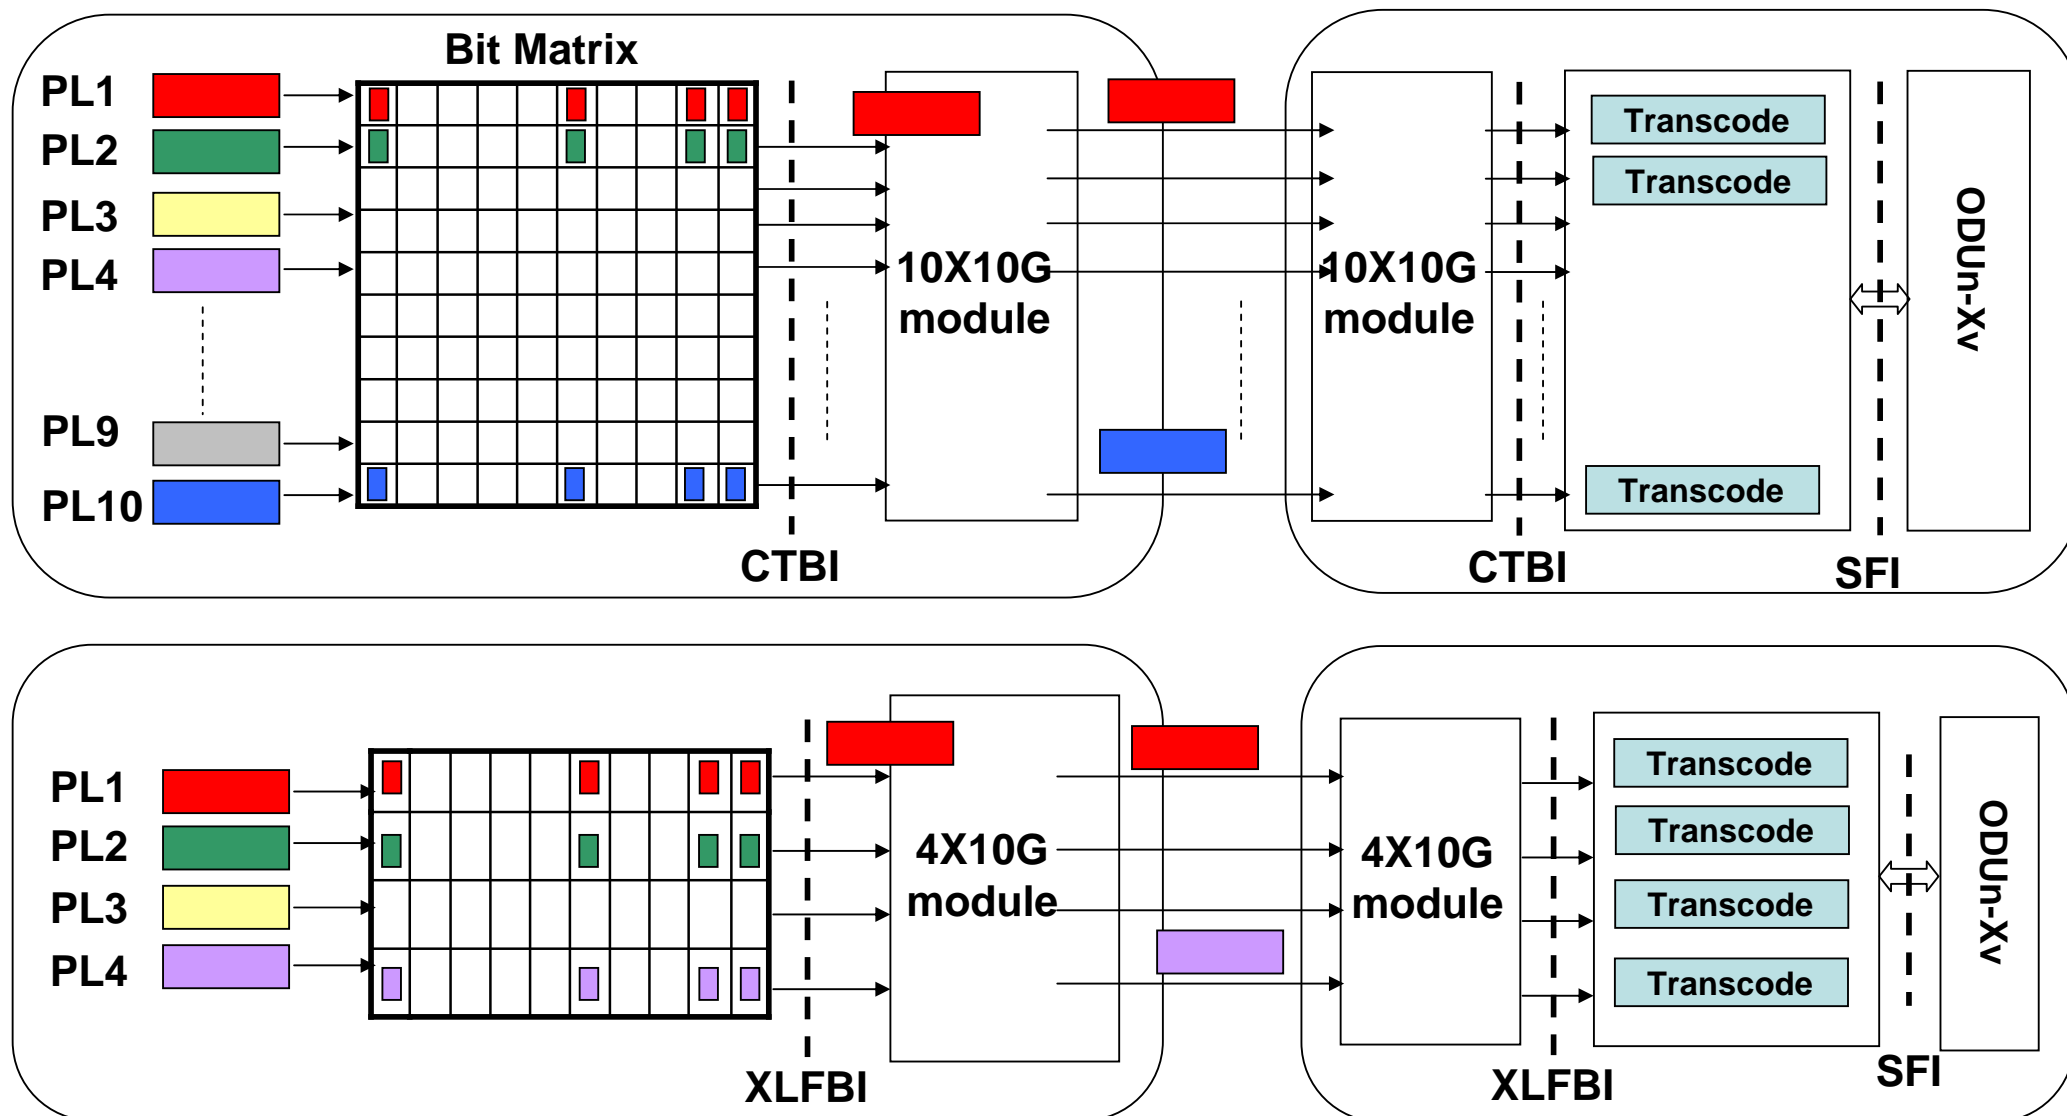 Bit Matrix
PL1
PL2
PL3
PL4
PL9
PL10
10X10G
module
10X10G
module
Transcode
Transcode
Transcode
ODUn-Xv
CTBI
CTBI
SFI
PL1
PL2
PL3
PL4
4X10G
module
4X10G
module
Transcode
Transcode
Transcode
Transcode
ODUn-Xv
XLFBI
XLFBI
SFI